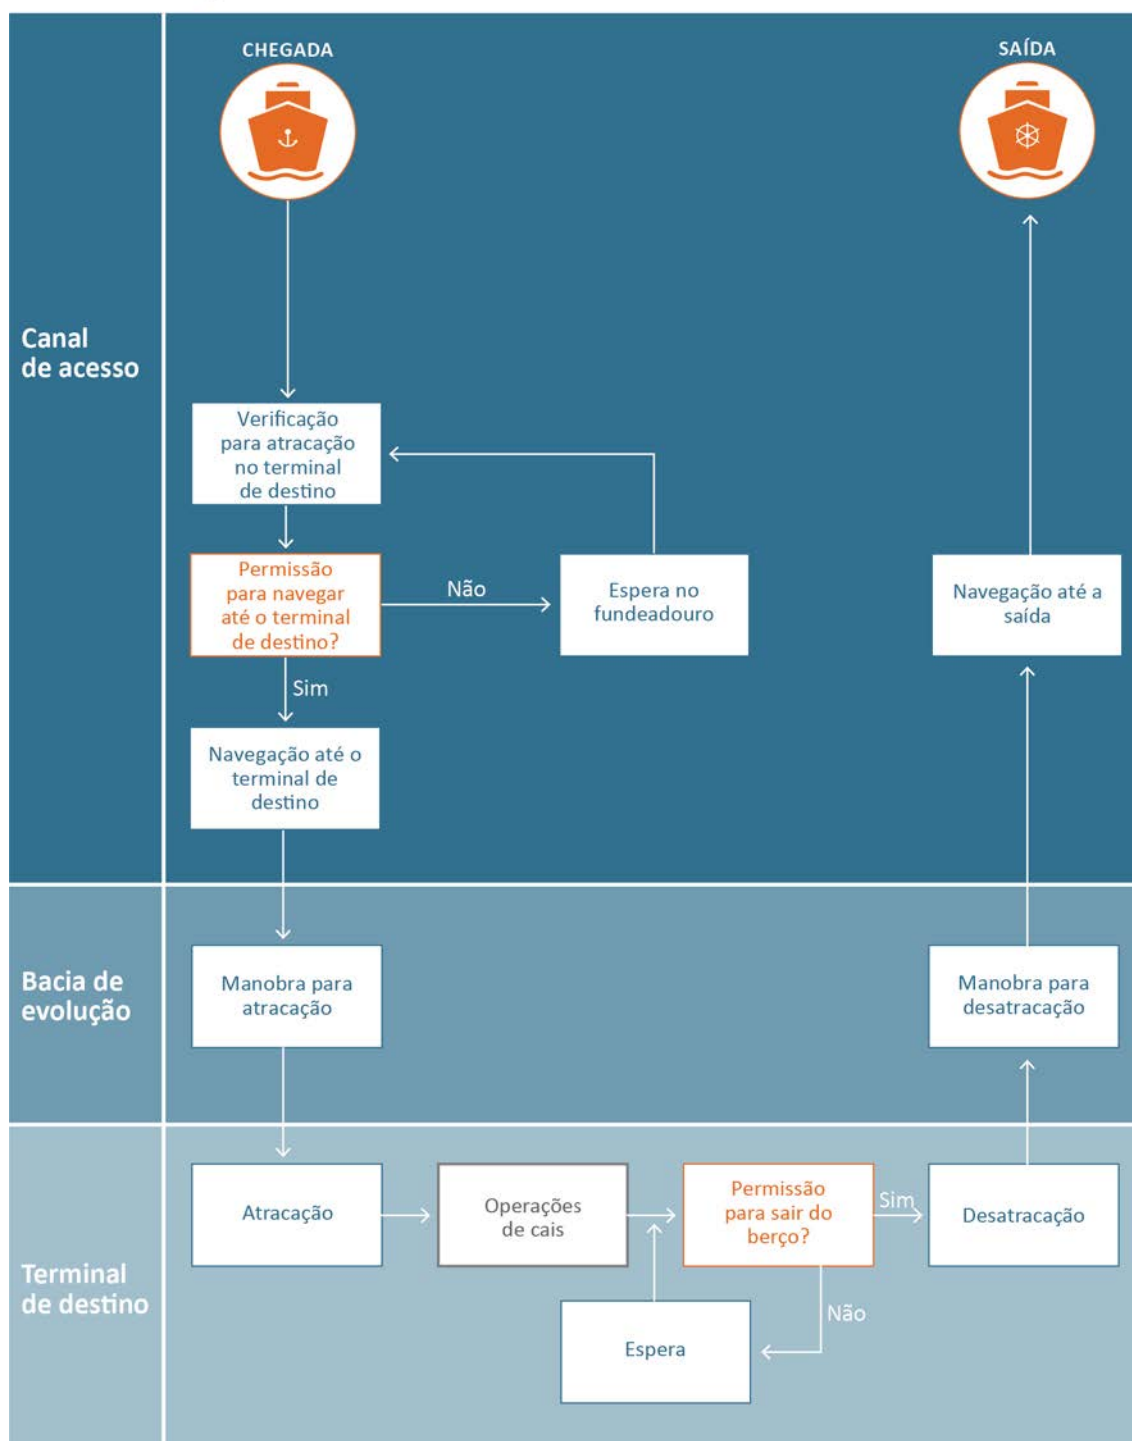 CHEGADA
SAÍDA
Canal
de acesso
Verificação
para atracação
no terminal
de destino
Permissão
para navegar
até o terminal
de destino?
Não
Espera no
fundeadouro
Navegação até a
saída
Sim
Navegação até o
terminal de
destino
Bacia de
evolução
Manobra para
atracação
Manobra para
desatracação
Terminal
de destino
Atracação
Operações
de cais
Permissão
para sair do
berço?
Sim
Desatracação
Não
Espera